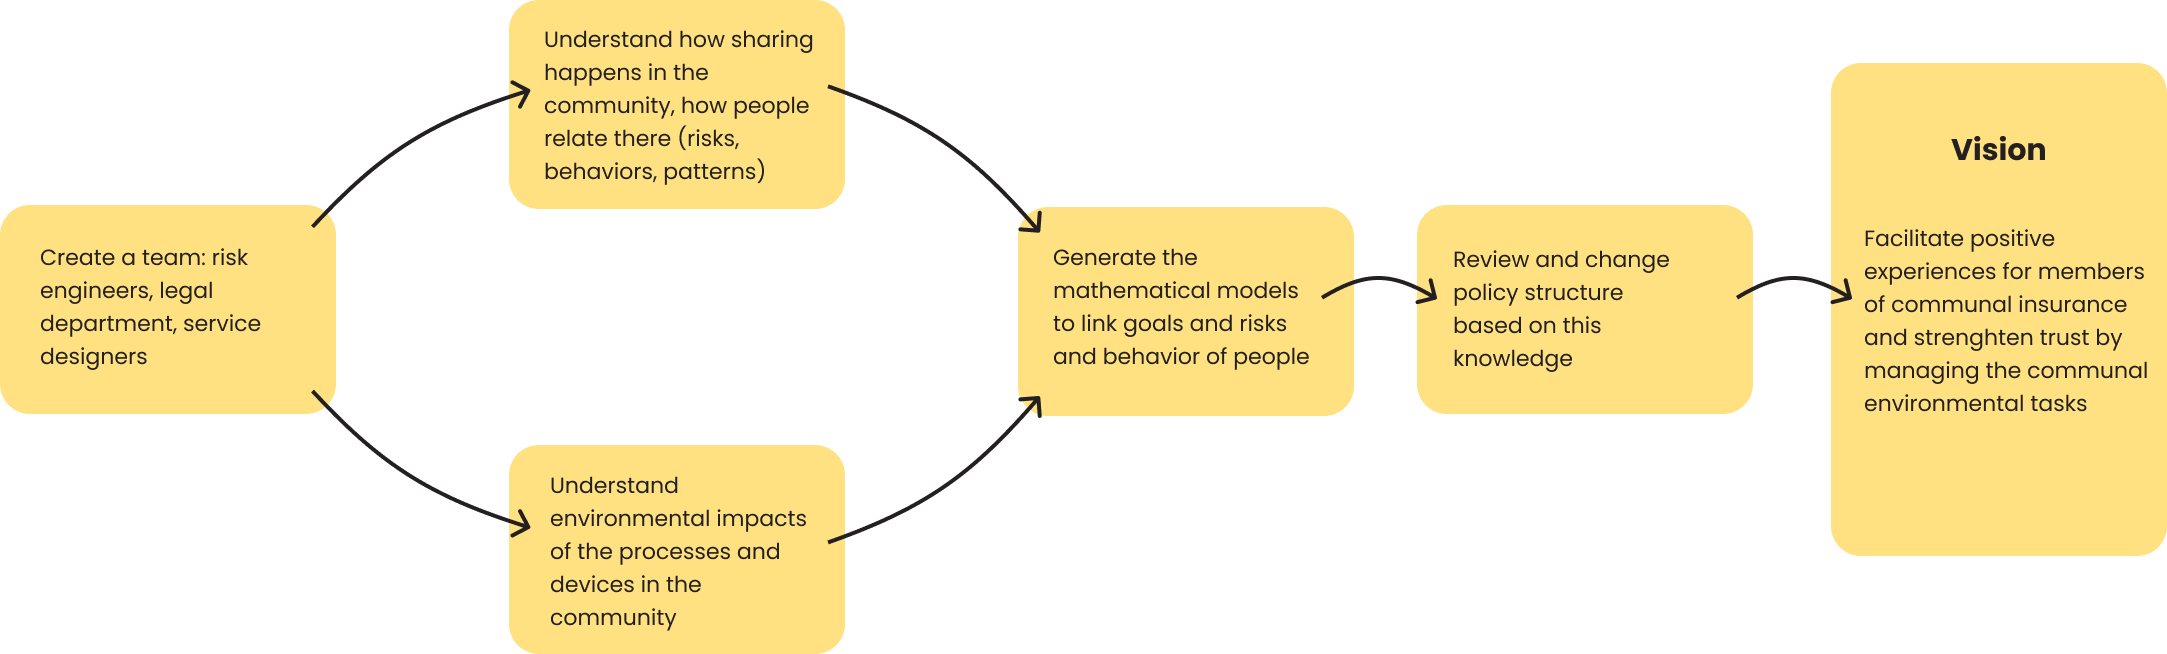 Create a team: risk
engineers, legal
department, service
designers
Understand how sharing
happens in the
community, how people
relate there (risks,
behaviors, patterns)
Understand
environmental impacts
of the processes and
devices in the
community
Generate the
mathematical models
to link goals and risks
and behavior of people
Review and change
policy structure
based on this
knowledge
Vision
Facilitate positive
experiences for members
of communal insurance
and strenghten trust by
managing the communal
environmental tasks